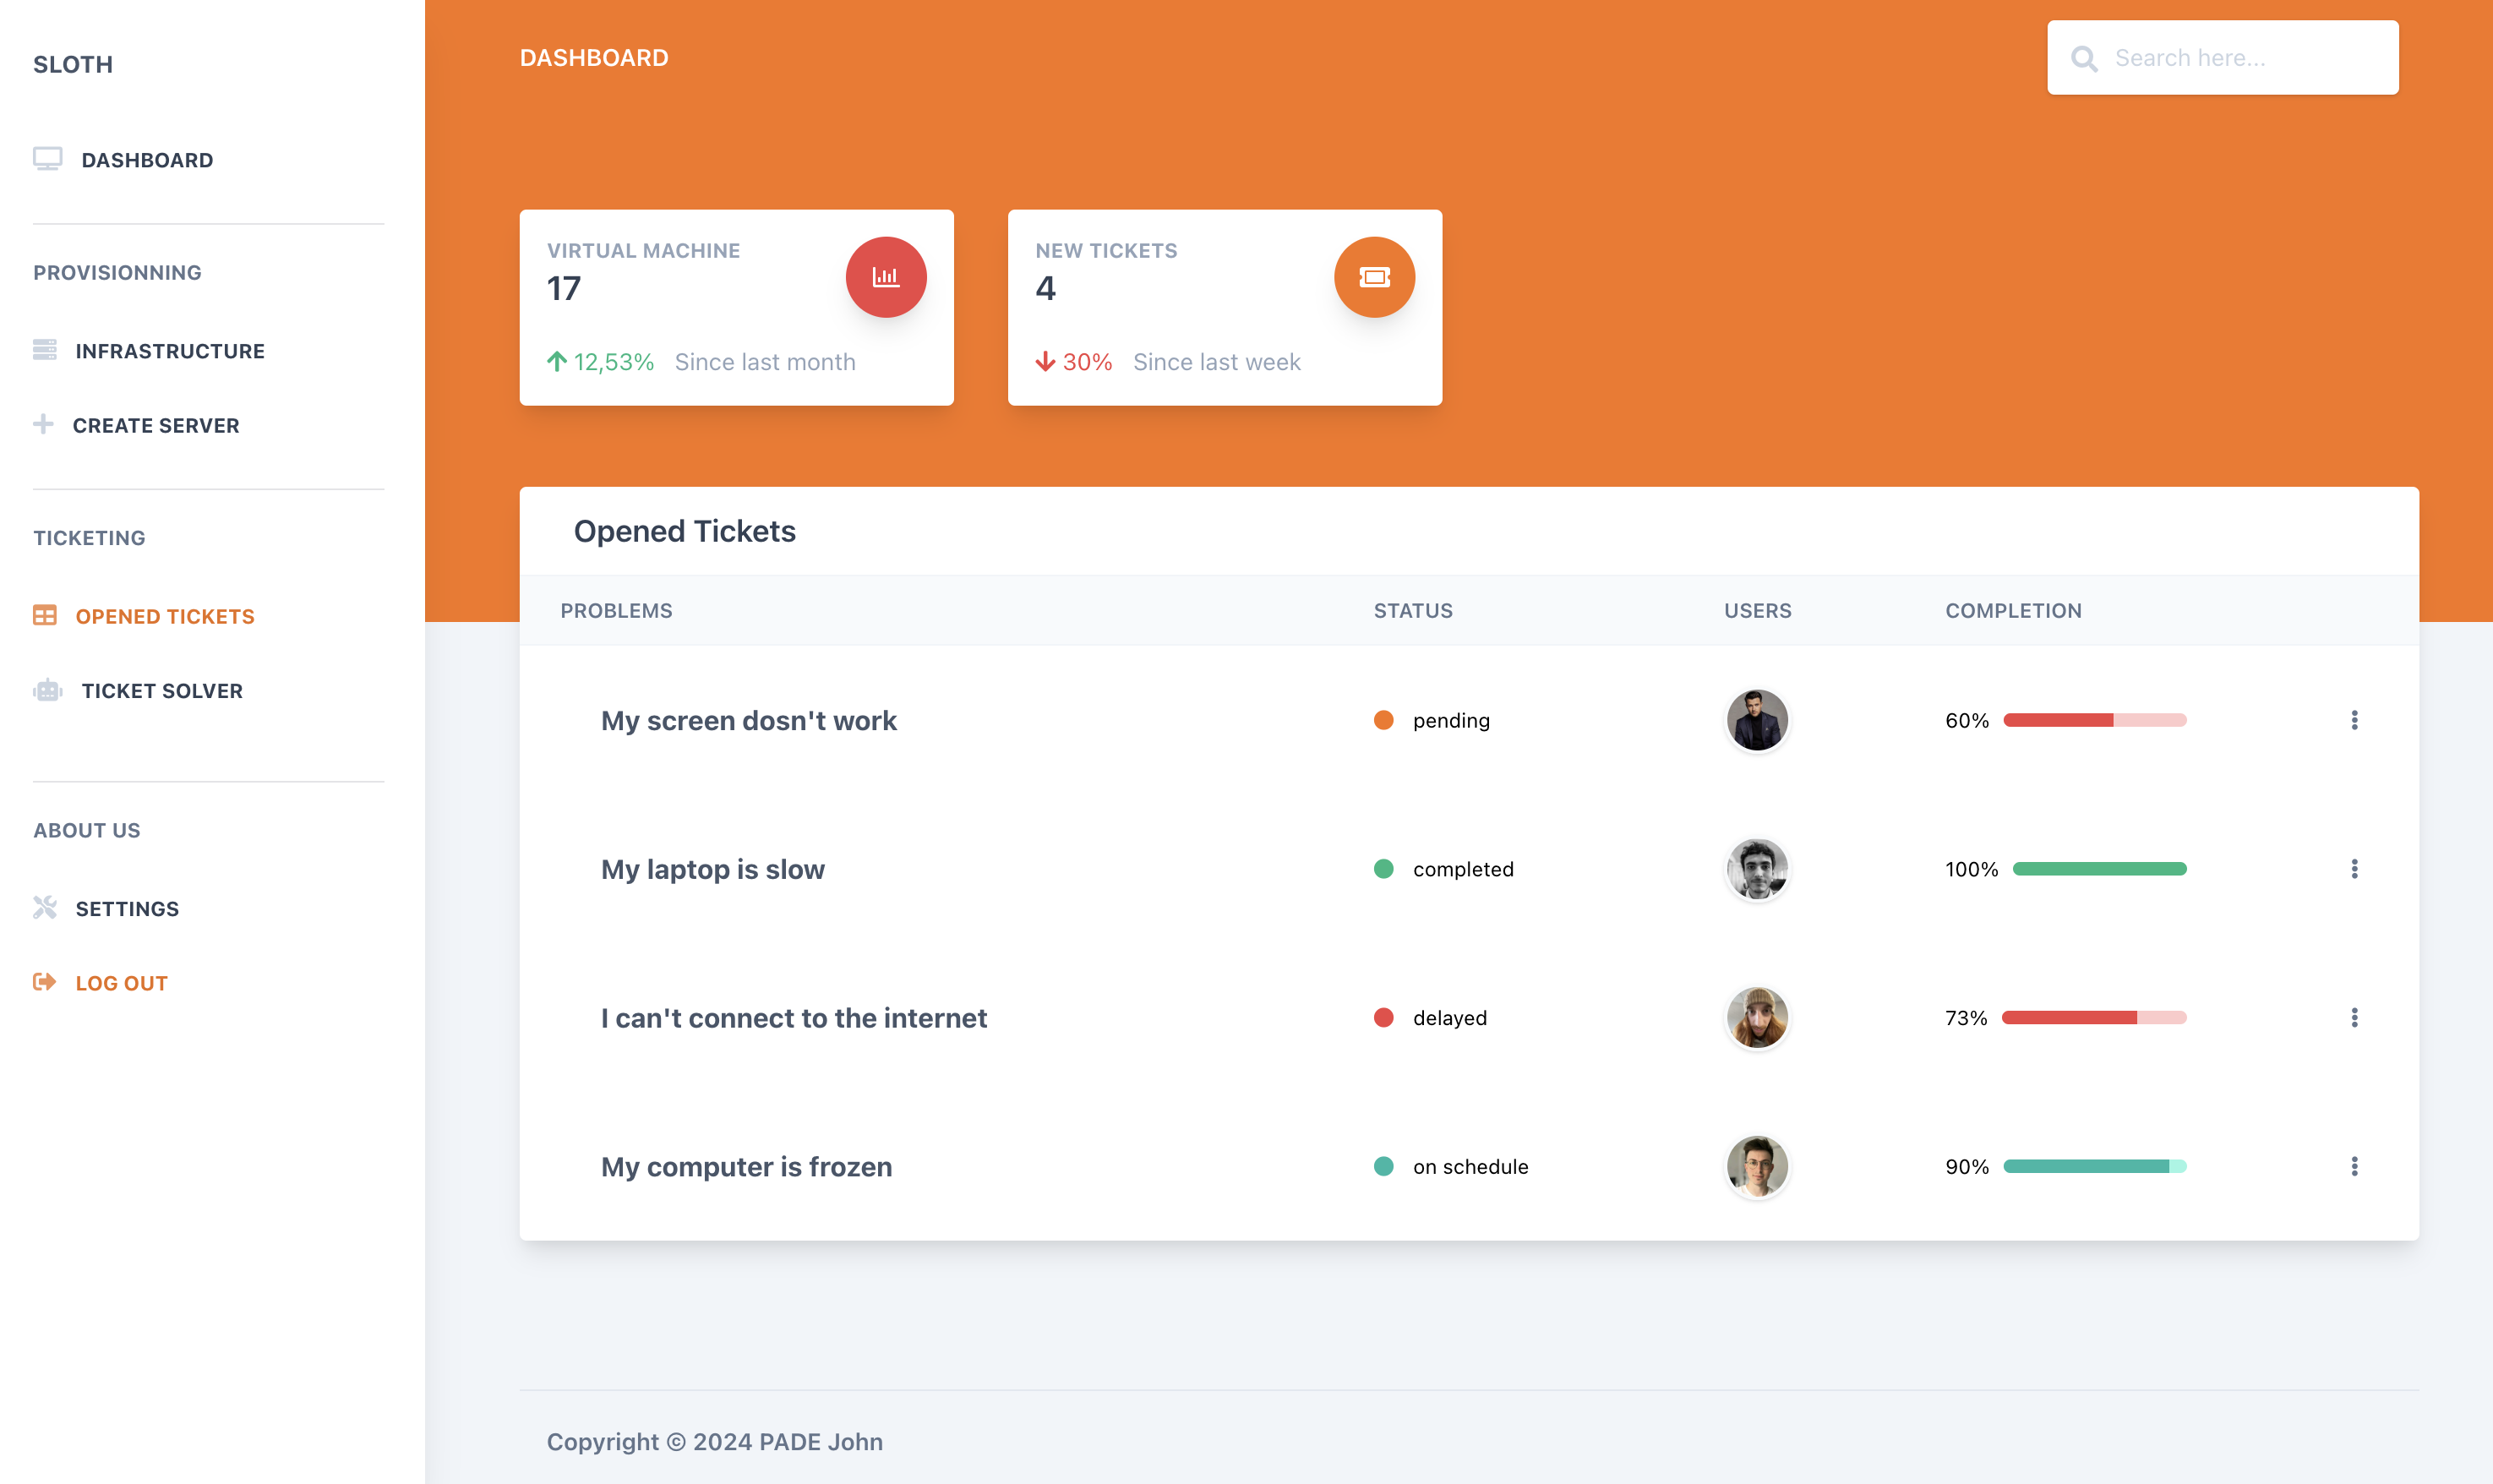 SLOTH
DASHBOARD
PROVISIONNING
INFRASTRUCTURE
CREATE SERVER
TICKETING
OPENED TICKETS
TICKET SOLVER
ABOUT US
SETTINGS
LOG OUT
DASHBOARD
Search here...
VIRTUAL MACHINE
17
12,53% Since last month
NEW TICKETS
4
30% Since last week
Opened Tickets
PROBLEMS STATUS USERS COMPLETION
My screen dosn't work pending 60%
My laptop is slow completed 100%
I can't connect to the internet delayed 73%
My computer is frozen on schedule 90%
Copyright © 2024 PADE John